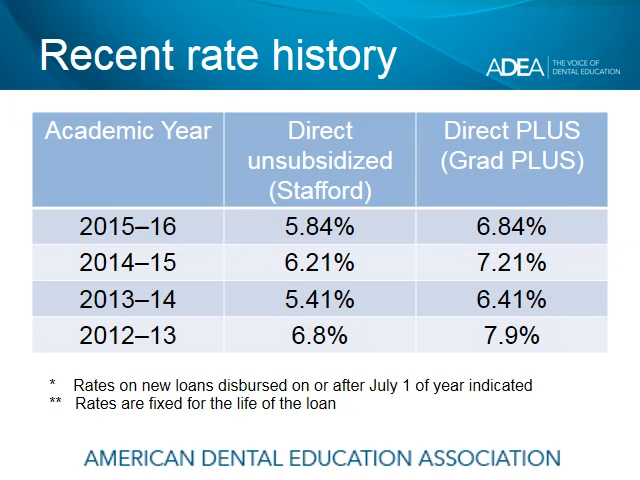 Recent rate history
ADEA
THE VOICE OF
DENTAL EDUCATION
Academic Year
Direct
unsubsidized
(Stafford)
Direct PLUS
(Grad PLUS)
2015–16 5.84% 6.84%
2014–15 6.21% 7.21%
2013–14 5.41% 6.41%
2012–13 6.8% 7.9%
* Rates on new loans disbursed on or after July 1 of year indicated
** Rates are fixed for the life of the loan
AMERICAN DENTAL EDUCATION ASSOCIATION